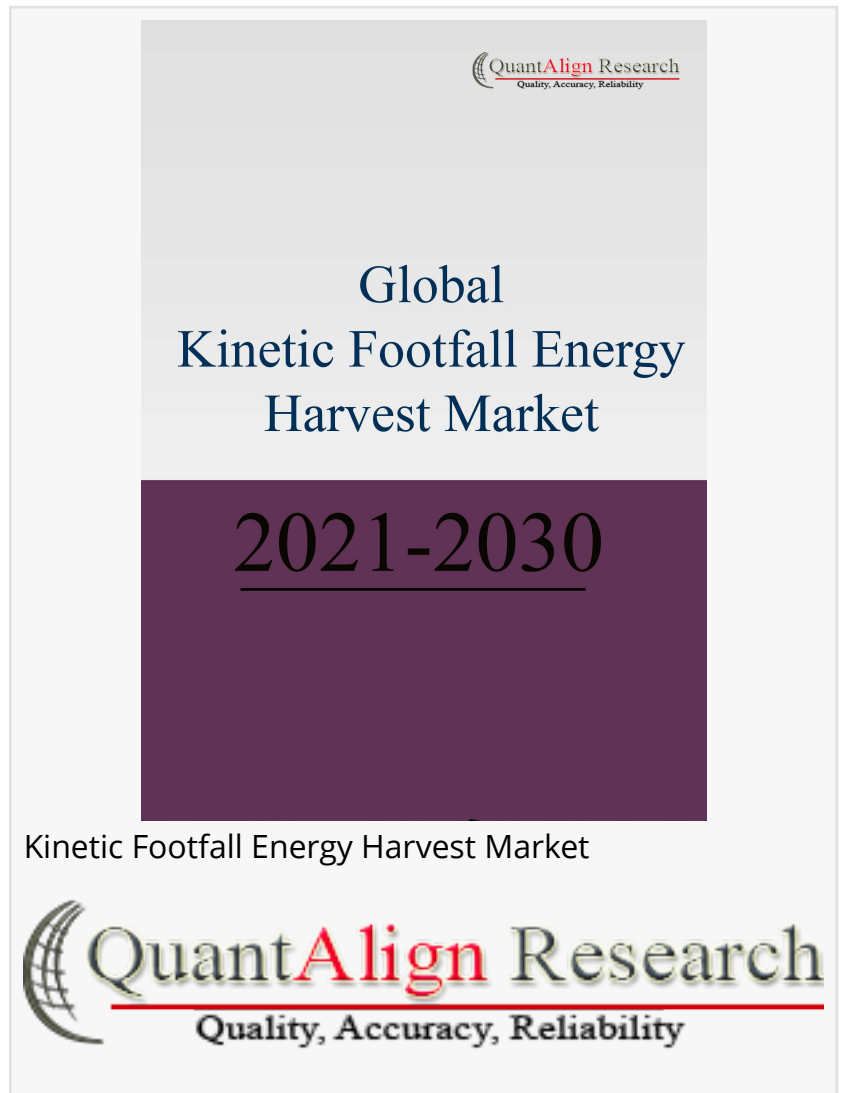 QuantAlign Research
Quality, Accuracy, Reliability
Global
Kinetic Footfall Energy
Harvest Market
2021-2030
Kinetic Footfall Energy Harvest Market
QuantAlign Research
Quality, Accuracy, Reliability